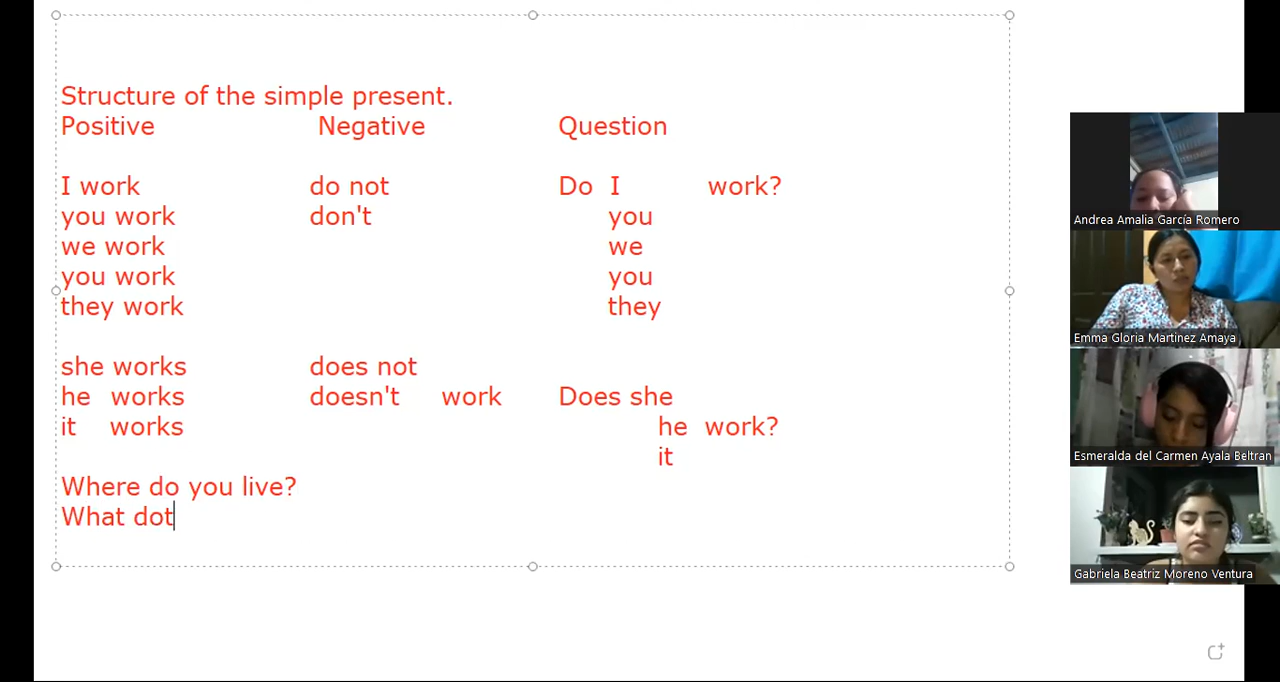 Structure of the simple present.
Positive Negative Question
I work do not Do I work?
you work don't you
we work we
you work you
they work they
she works does not
he works doesn't work Does she
it works he work?
it
Where do you live?
What dot
Andrea Amalia García Romero
Emma Gloria Martinez Amaya
Esmeralda del Carmen Ayala Beltran
Gabriela Beatriz Moreno Ventura